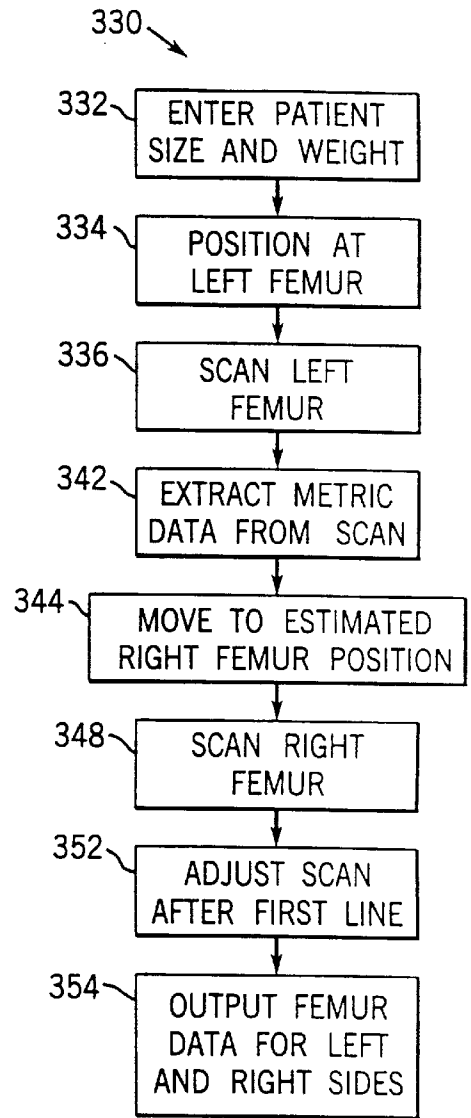 330
332
ENTER PATIENT
SIZE AND WEIGHT
334
POSITION AT
LEFT FEMUR
336
SCAN LEFT
FEMUR
342
EXTRACT METRIC
DATA FROM SCAN
344
MOVE TO ESTIMATED
RIGHT FEMUR POSITION
348
SCAN RIGHT
FEMUR
352
ADJUST SCAN
AFTER FIRST LINE
354
OUTPUT FEMUR
DATA FOR LEFT
AND RIGHT SIDES